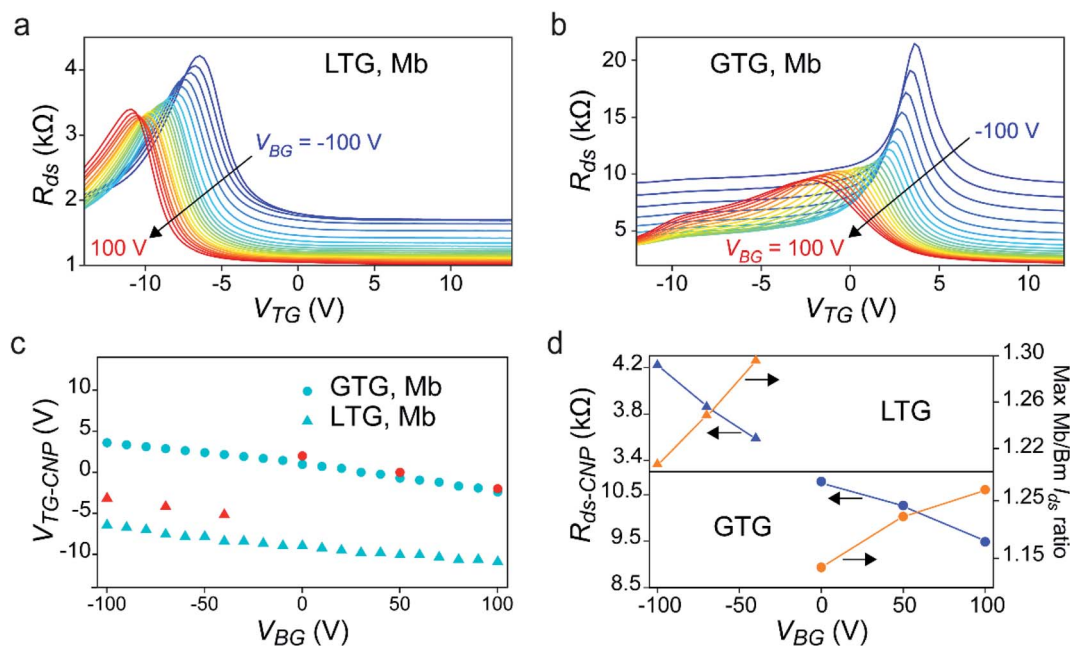 a
LTG, Mb
4
3
2
1
R_ds (kΩ)
V_BG = -100 V
100 V
-10
-5
0
5
10
V_TG (V)
b
GTG, Mb
20
15
10
5
R_ds (kΩ)
-100 V
V_BG = 100 V
-10
-5
0
5
10
V_TG (V)
c
GTG, Mb
LTG, Mb
10
5
0
-5
-10
V_TG-CNP (V)
-100
-50
0
50
100
V_BG (V)
d
4.2
3.8
3.4
10.5
9.5
8.5
R_ds-CNP (kΩ)
LTG
GTG
1.30
1.26
1.22
1.25
1.15
Max Mb/Bm I_ds ratio
-100
-50
0
50
100
V_BG (V)